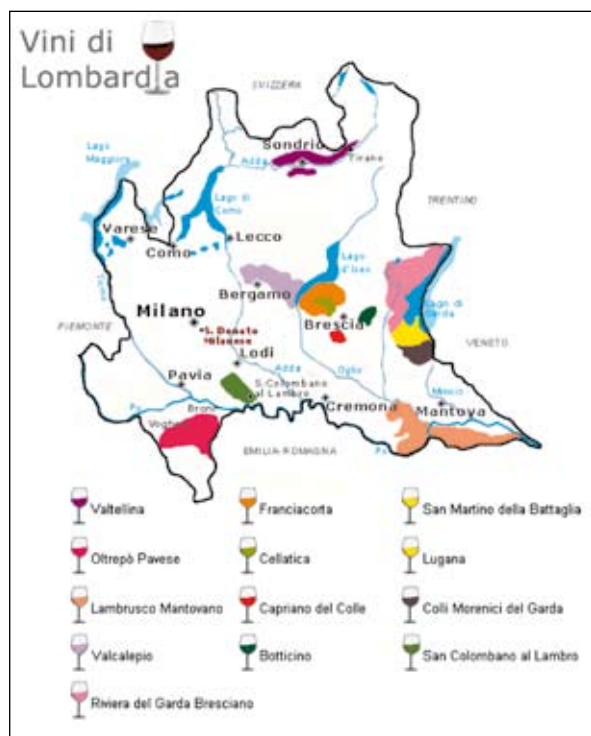 Vini di
Lombardia
SVIZZERA
Sondrio
Adda
Tirano
Lago
Maggiore
Lago di
Como
TRENTINO
Varese
Como
Lecco
Lago
d'Iseo
Bergamo
Lago di
Garda
Milano
Brescia
PIEMONTE
S. Donato
Milanese
VENETO
Lodi
Adda
Oglio
Pavia
S. Colombano
al Lambro
Cremona
Mincio
Mantova
Po
Broni
Voghera
Po
EMILIA-ROMAGNA
Valtellina
Franciacorta
San Martino della Battaglia
Oltrepò Pavese
Cellatica
Lugana
Lambrusco Mantovano
Capriano del Colle
Colli Morenici del Garda
Valcalepio
Botticino
San Colombano al Lambro
Riviera del Garda Bresciano